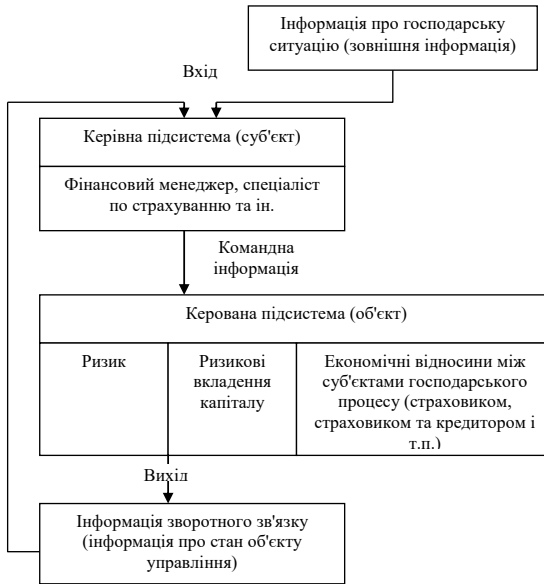 Інформація про господарську
ситуацію (зовнішня інформація)
Вхід
Керівна підсистема (суб'єкт)
Фінансовий менеджер, спеціаліст
по страхуванню та ін.
Командна
інформація
Керована підсистема (об'єкт)
Ризик
Ризикові
вкладення
капіталу
Економічні відносини між
суб'єктами господарського
процесу (страховиком,
страховиком та кредитором і
т.п.)
Вихід
Інформація зворотного зв'язку
(інформація про стан об'єкту
управління)